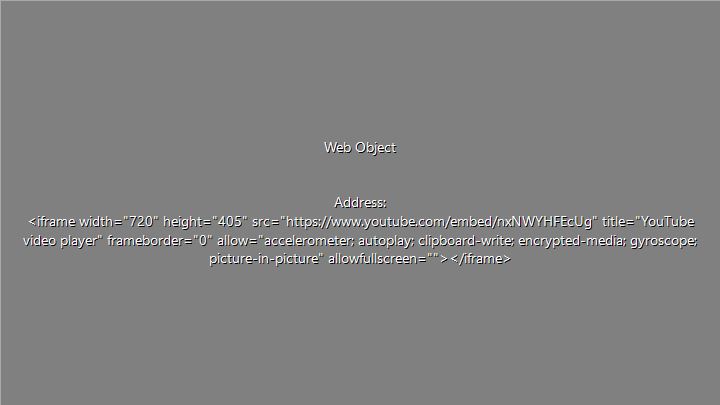 Web Object
Address:
<iframe width="720" height="405" src="https://www.youtube.com/embed/nxNWYHFEcUg" title="YouTube
video player" frameborder="0" allow="accelerometer; autoplay; clipboard-write; encrypted-media; gyroscope;
picture-in-picture" allowfullscreen=""></iframe>